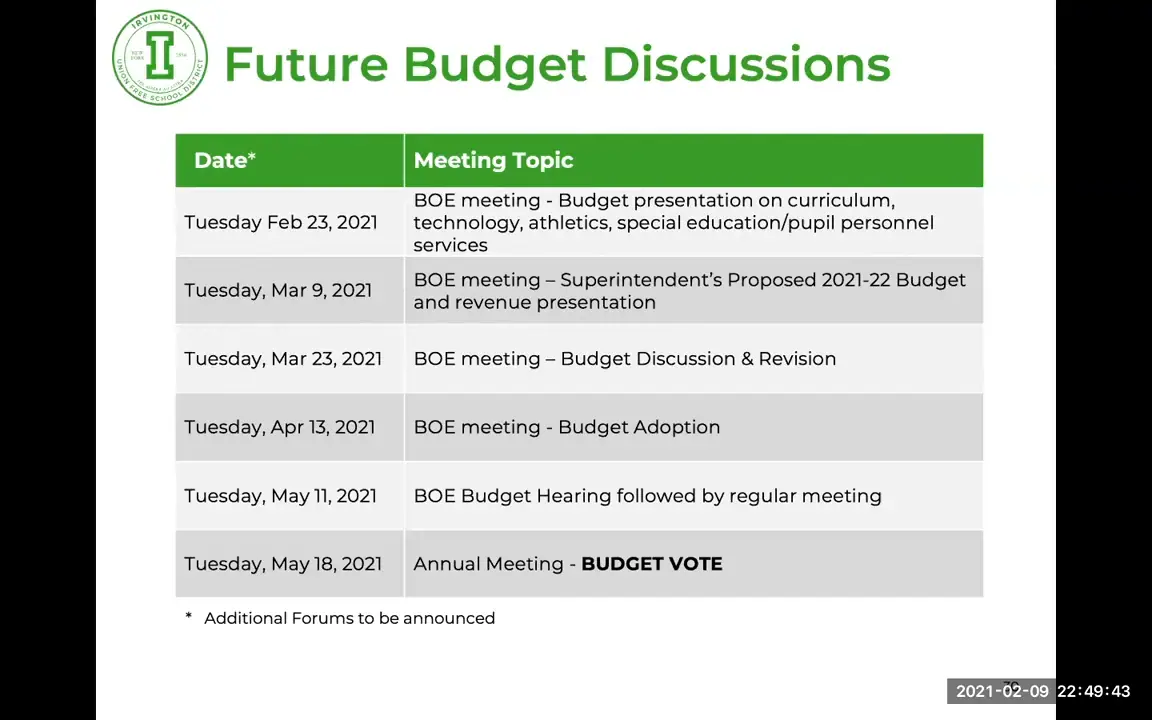 IRVINGTON
UNION FREE SCHOOL DISTRICT
I
Future Budget Discussions
Date*
Meeting Topic
Tuesday Feb 23, 2021
BOE meeting - Budget presentation on curriculum,
technology, athletics, special education/pupil personnel
services
Tuesday, Mar 9, 2021
BOE meeting – Superintendent’s Proposed 2021-22 Budget
and revenue presentation
Tuesday, Mar 23, 2021
BOE meeting – Budget Discussion & Revision
Tuesday, Apr 13, 2021
BOE meeting - Budget Adoption
Tuesday, May 11, 2021
BOE Budget Hearing followed by regular meeting
Tuesday, May 18, 2021
Annual Meeting - BUDGET VOTE
* Additional Forums to be announced
2021-02-09 22:49:43